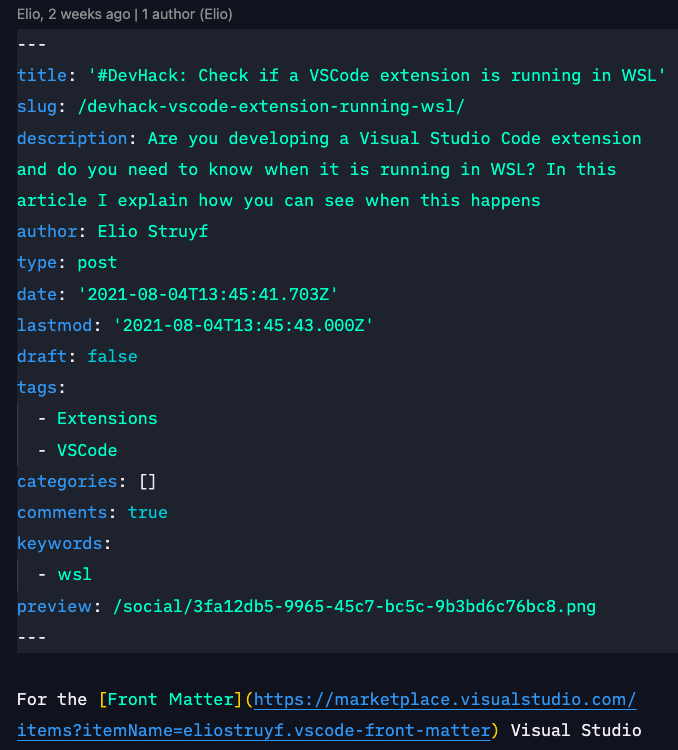 Elio, 2 weeks ago | 1 author (Elio)
---
title: '#DevHack: Check if a VSCode extension is running in WSL'
slug: /devhack-vscode-extension-running-wsl/
description: Are you developing a Visual Studio Code extension
and do you need to know when it is running in WSL? In this
article I explain how you can see when this happens
author: Elio Struyf
type: post
date: '2021-08-04T13:45:41.703Z'
lastmod: '2021-08-04T13:45:43.000Z'
draft: false
tags:
  - Extensions
  - VSCode
categories: []
comments: true
keywords:
  - wsl
preview: /social/3fa12db5-9965-45c7-bc5c-9b3bd6c76bc8.png
---
For the [Front Matter](https://marketplace.visualstudio.com/
items?itemName=eliostruyf.vscode-front-matter) Visual Studio